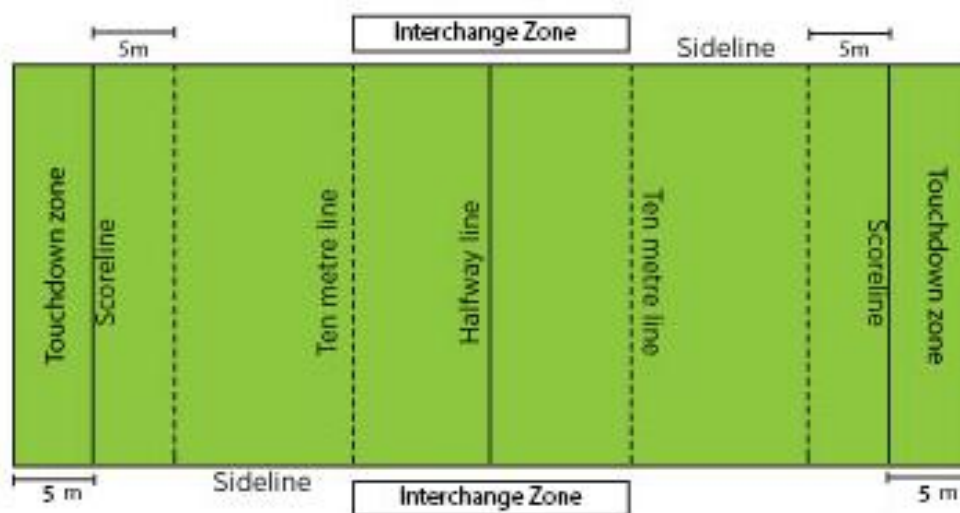 Interchange Zone
5m
Sideline
5m
Touchdown zone
Scoreline
Ten metre line
Halfway line
Ten metre line
Scoreline
Touchdown zone
5 m
Sideline
Interchange Zone
5 m